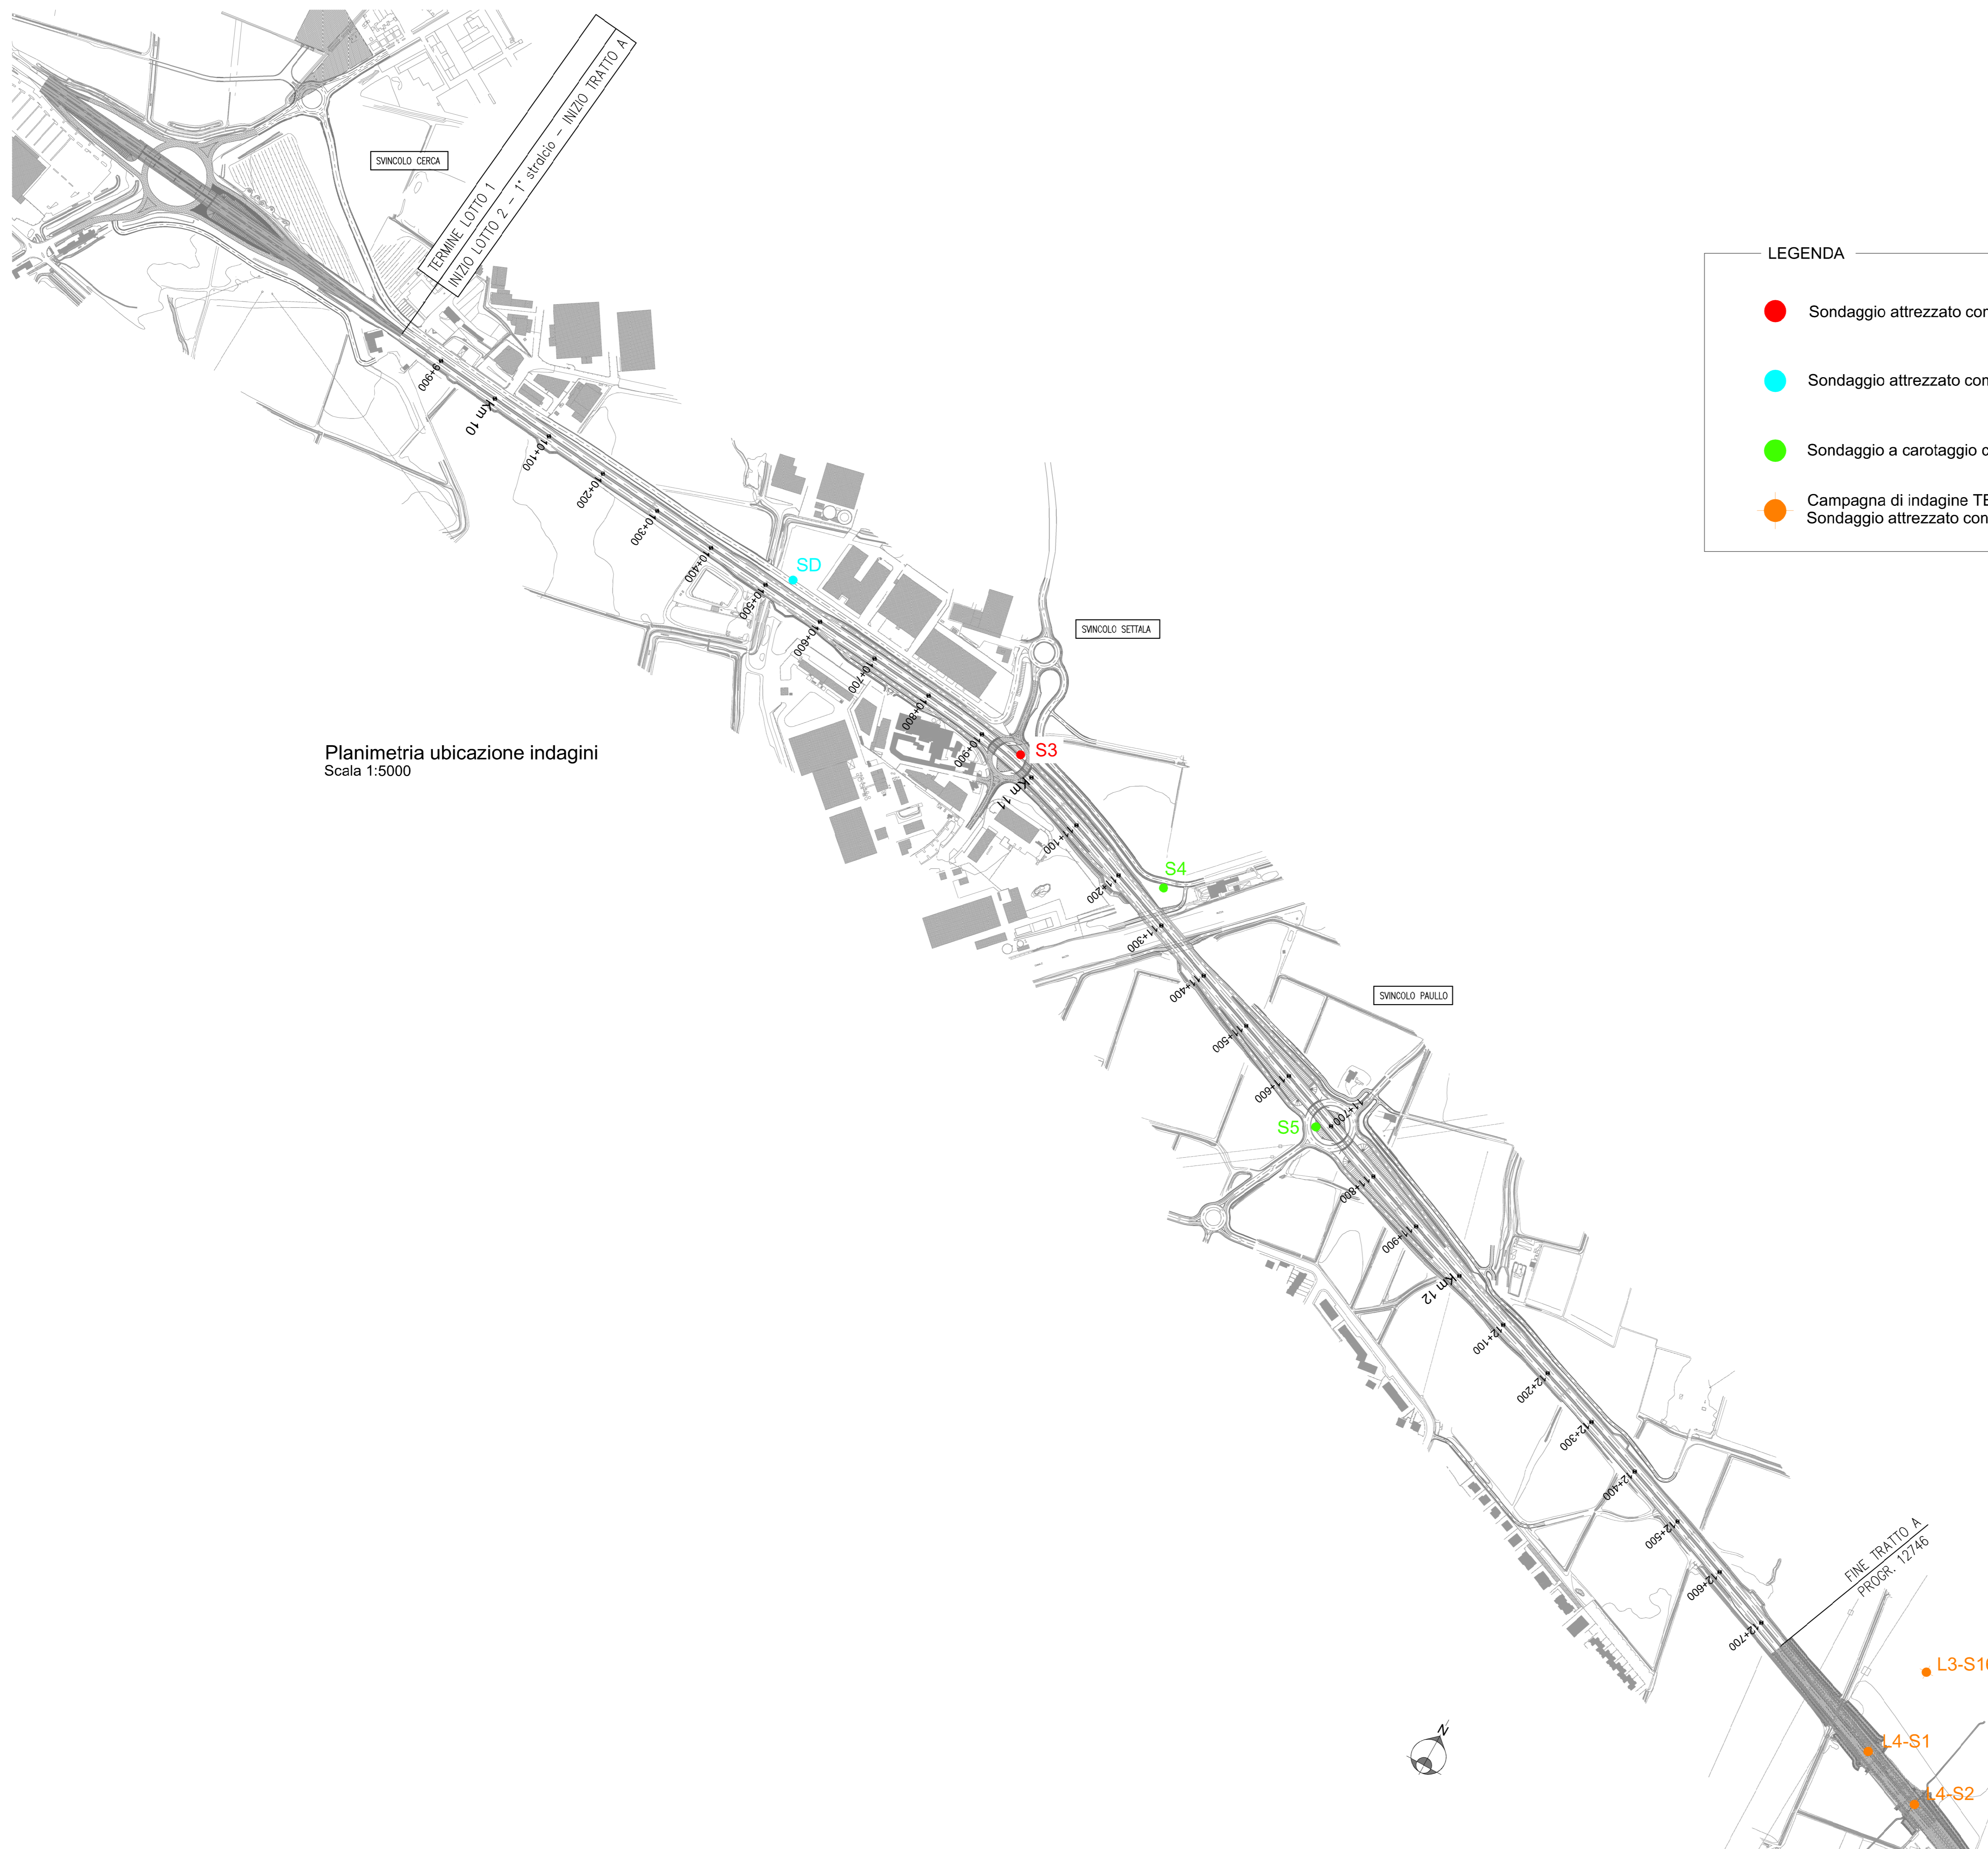 SVINCOLO CERCA
TERMINE LOTTO 1
INIZIO LOTTO 2 – 1° stralcio – INIZIO TRATTO A
LEGENDA
Sondaggio attrezzato con
Sondaggio attrezzato con
Sondaggio a carotaggio
Campagna di indagine
Sondaggio attrezzato con
9+900
Km 10
10+100
10+200
10+300
10+400
SD
10+500
10+600
SVINCOLO SETTALA
10+700
10+800
10+900
S3
Planimetria ubicazione indagini
Scala 1:5000
Km 11
11+100
S4
11+200
11+300
11+400
SVINCOLO PAULLO
11+500
11+600
11+700
S5
11+800
11+900
Km 12
12+100
12+200
12+300
12+400
12+500
12+600
FINE TRATTO A
PROGR. 12746
12+700
L3-S1
N
L4-S1
L4-S2